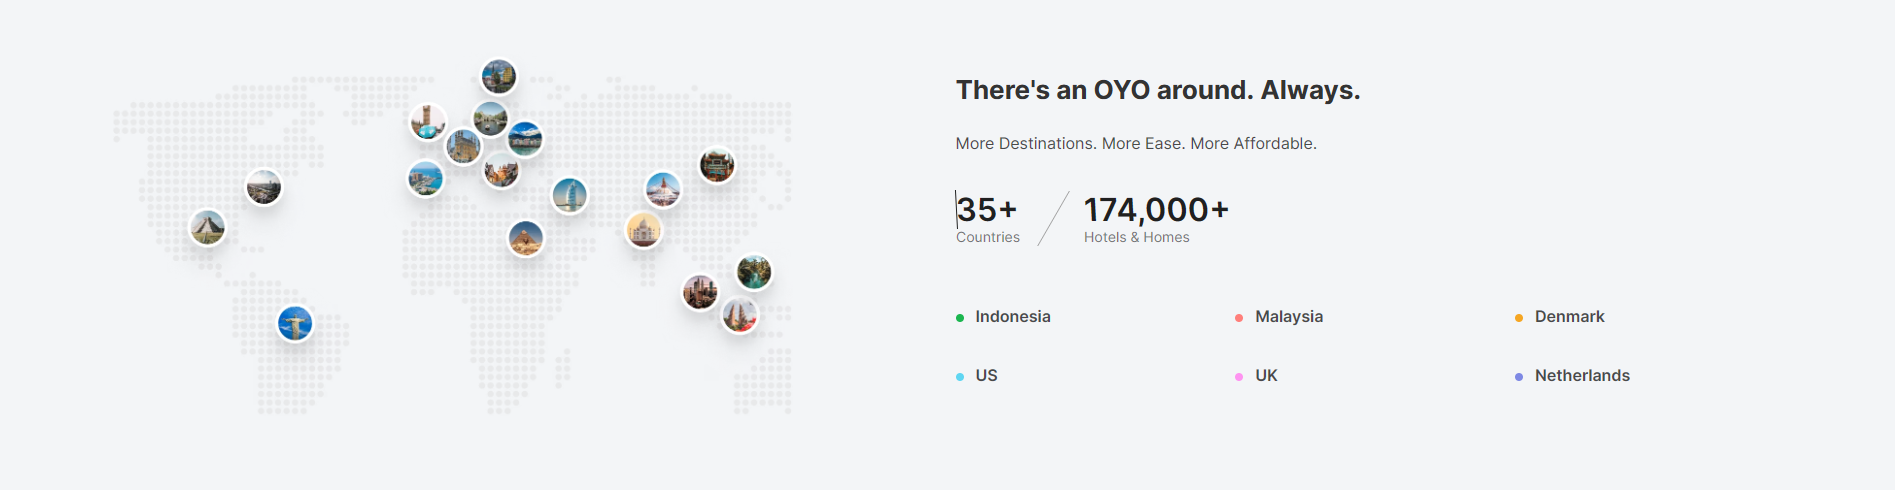 There's an OYO around. Always.
More Destinations. More Ease. More Affordable.
35+ 174,000+
Countries Hotels & Homes
Indonesia Malaysia Denmark
US UK Netherlands